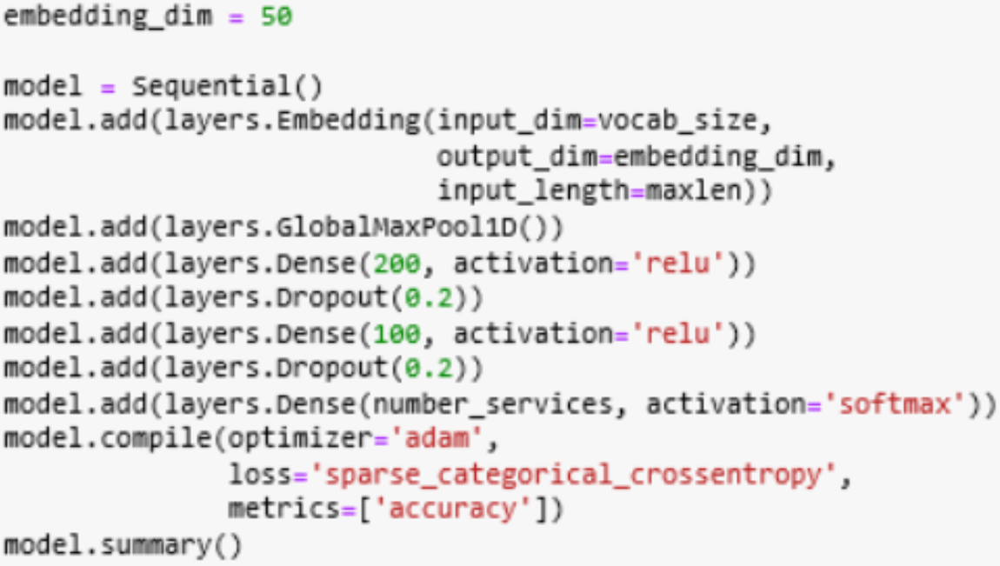 embedding_dim = 50
model = Sequential()
model.add(layers.Embedding(input_dim=vocab_size,
output_dim=embedding_dim,
input_length=maxlen))
model.add(layers.GlobalMaxPool1D())
model.add(layers.Dense(200, activation='relu'))
model.add(layers.Dropout(0.2))
model.add(layers.Dense(100, activation='relu'))
model.add(layers.Dropout(0.2))
model.add(layers.Dense(number_services, activation='softmax'))
model.compile(optimizer='adam',
loss='sparse_categorical_crossentropy',
metrics=['accuracy'])
model.summary()